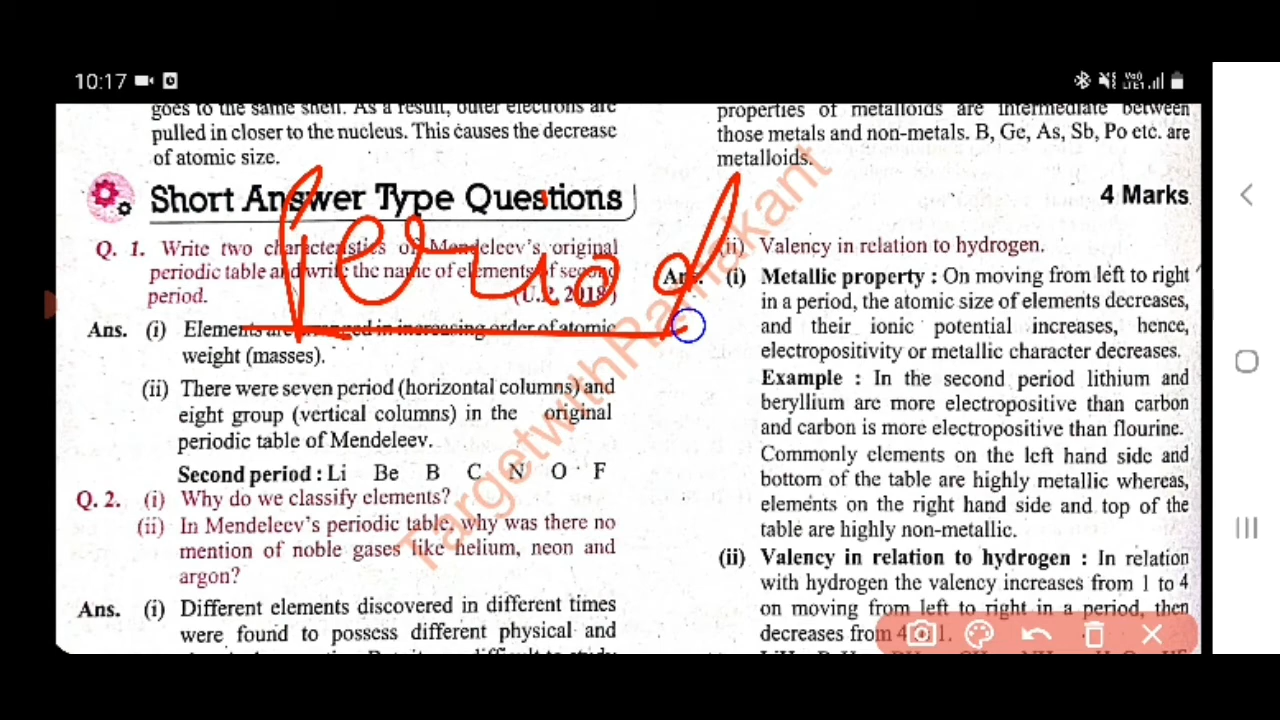 10:17
goes to the same shell. As a result, outer electrons are
pulled in closer to the nucleus. This causes the decrease
of atomic size.
Short Answer Type Questions
Q. 1. Write two characteristics of Mendeleev's original
periodic table and write the name of elements of second
period. (U.P. 2018)
Ans. (i) Elements are arranged in increasing order of atomic
weight (masses).
(ii) There were seven period (horizontal columns) and
eight group (vertical columns) in the original
periodic table of Mendeleev.
Second period : Li Be B C N O F
Q. 2. (i) Why do we classify elements?
(ii) In Mendeleev's periodic table, why was there no
mention of noble gases like helium, neon and
argon?
Ans. (i) Different elements discovered in different times
were found to possess different physical and
Period
TargetwithPramakant
properties of metalloids are intermediate between
those metals and non-metals. B, Ge, As, Sb, Po etc. are
metalloids.
4 Marks
(ii) Valency in relation to hydrogen.
Ans. (i) Metallic property : On moving from left to right
in a period, the atomic size of elements decreases,
and their ionic potential increases, hence,
electropositivity or metallic character decreases.
Example : In the second period lithium and
beryllium are more electropositive than carbon
and carbon is more electropositive than flourine.
Commonly elements on the left hand side and
bottom of the table are highly metallic whereas,
elements on the right hand side and top of the
table are highly non-metallic.
(ii) Valency in relation to hydrogen : In relation
with hydrogen the valency increases from 1 to 4
on moving from left to right in a period, then
decreases from 4 1.